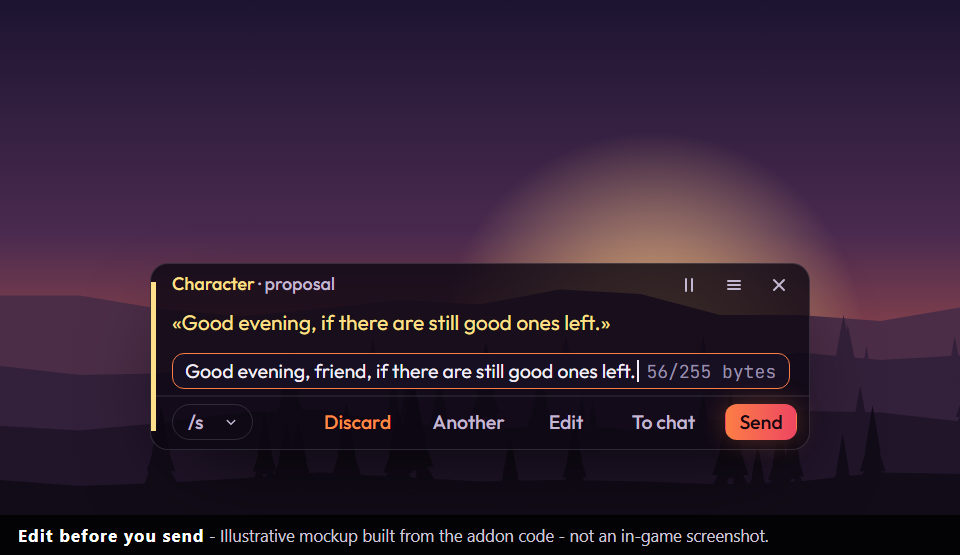 Character · proposal
«Good evening, if there are still good ones left.»
Good evening, friend, if there are still good ones left. 56/255 bytes
/s Discard Another Edit To chat Send
Edit before you send - Illustrative mockup built from the addon code - not an in-game screenshot.